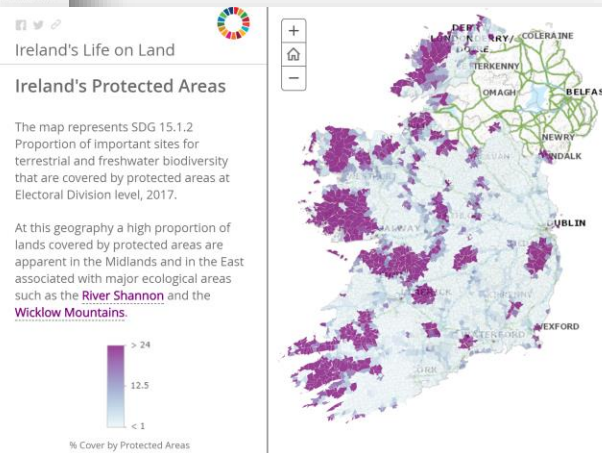 Ireland's Life on Land
Ireland's Protected Areas
The map represents SDG 15.1.2
Proportion of important sites for
terrestrial and freshwater biodiversity
that are covered by protected areas at
Electoral Division level, 2017.
At this geography a high proportion of
lands covered by protected areas are
apparent in the Midlands and in the East
associated with major ecological areas
such as the River Shannon and the
Wicklow Mountains.
> 24
12.5
< 1
% Cover by Protected Areas
+
−
COLERAINE
TERKENNY
OMAGH
BELFAS
NEWRY
NDALK
UBLIN
WEXFORD